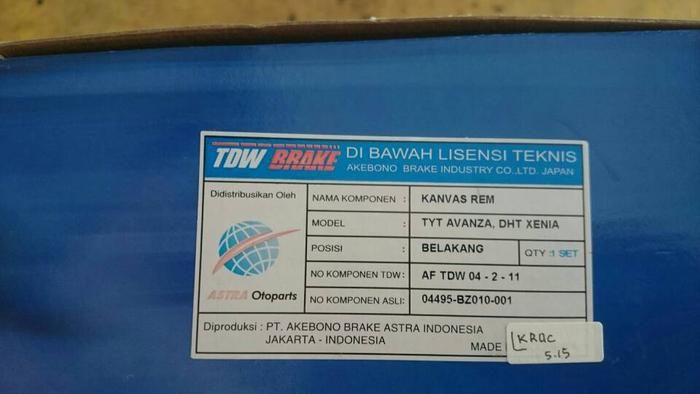 TDW BRAKE DI BAWAH LISENSI TEKNIS
AKEBONO BRAKE INDUSTRY CO.,LTD. JAPAN
Didistribusikan Oleh
ASTRA Otoparts
NAMA KOMPONEN : KANVAS REM
MODEL : TYT AVANZA, DHT XENIA
POSISI : BELAKANG QTY :1 SET
NO KOMPONEN TDW : AF TDW 04 - 2 - 11
NO KOMPONEN ASLI: 04495-BZ010-001
Diproduksi : PT. AKEBONO BRAKE ASTRA INDONESIA
JAKARTA - INDONESIA
MADE
5.15